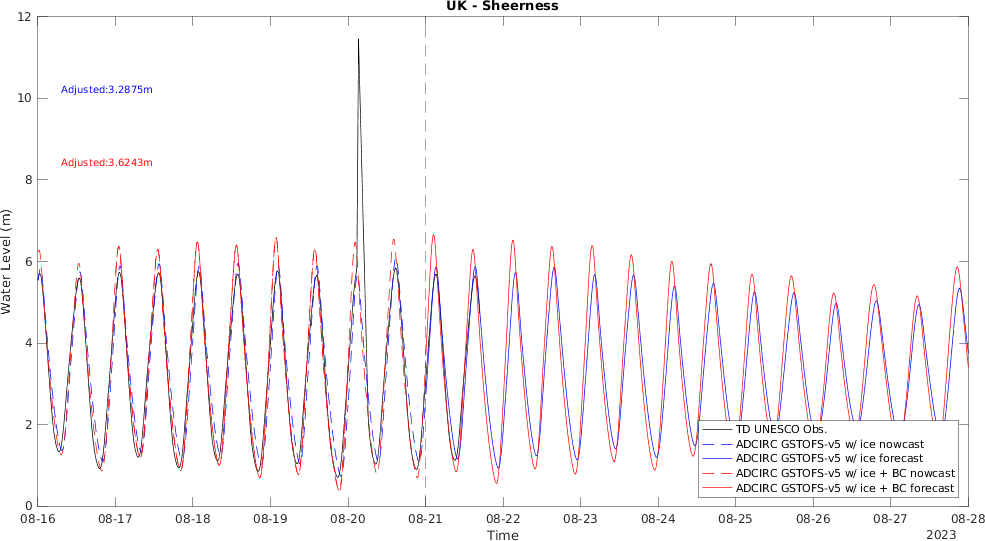 UK - Sheerness
12
10
8
6
4
2
0
Water Level (m)
Adjusted:3.2875m
Adjusted:3.6243m
TD UNESCO Obs.
ADCIRC GSTOFS-v5 w/ ice nowcast
ADCIRC GSTOFS-v5 w/ ice forecast
ADCIRC GSTOFS-v5 w/ ice + BC nowcast
ADCIRC GSTOFS-v5 w/ ice + BC forecast
08-16 08-17 08-18 08-19 08-20 08-21 08-22 08-23 08-24 08-25 08-26 08-27 08-28
Time
2023